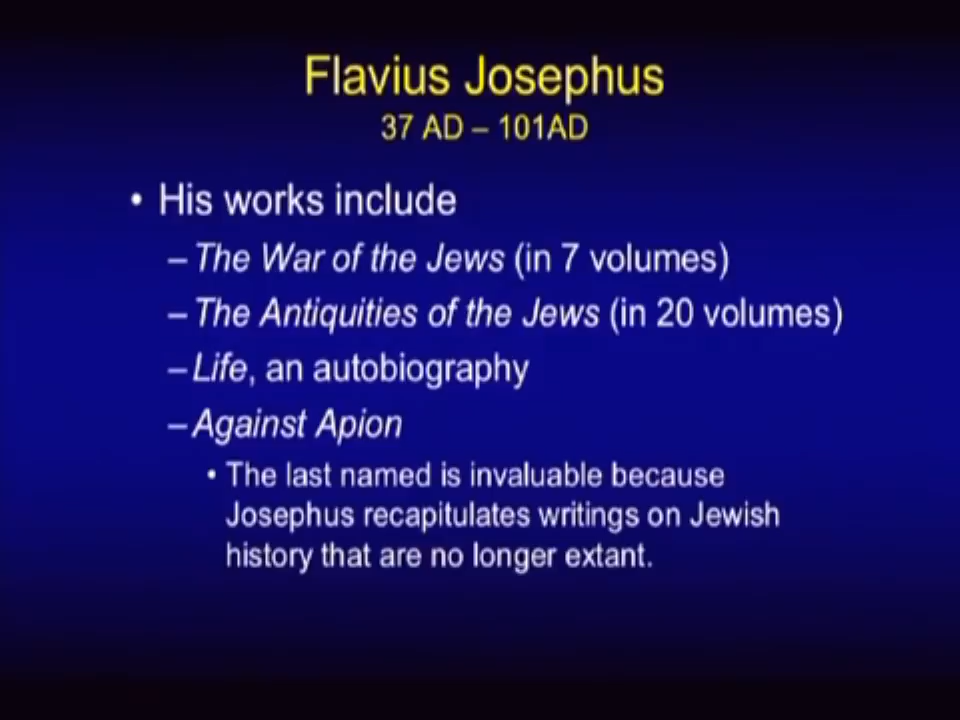 Flavius Josephus
37 AD – 101AD
• His works include
– The War of the Jews (in 7 volumes)
– The Antiquities of the Jews (in 20 volumes)
– Life, an autobiography
– Against Apion
• The last named is invaluable because
Josephus recapitulates writings on Jewish
history that are no longer extant.